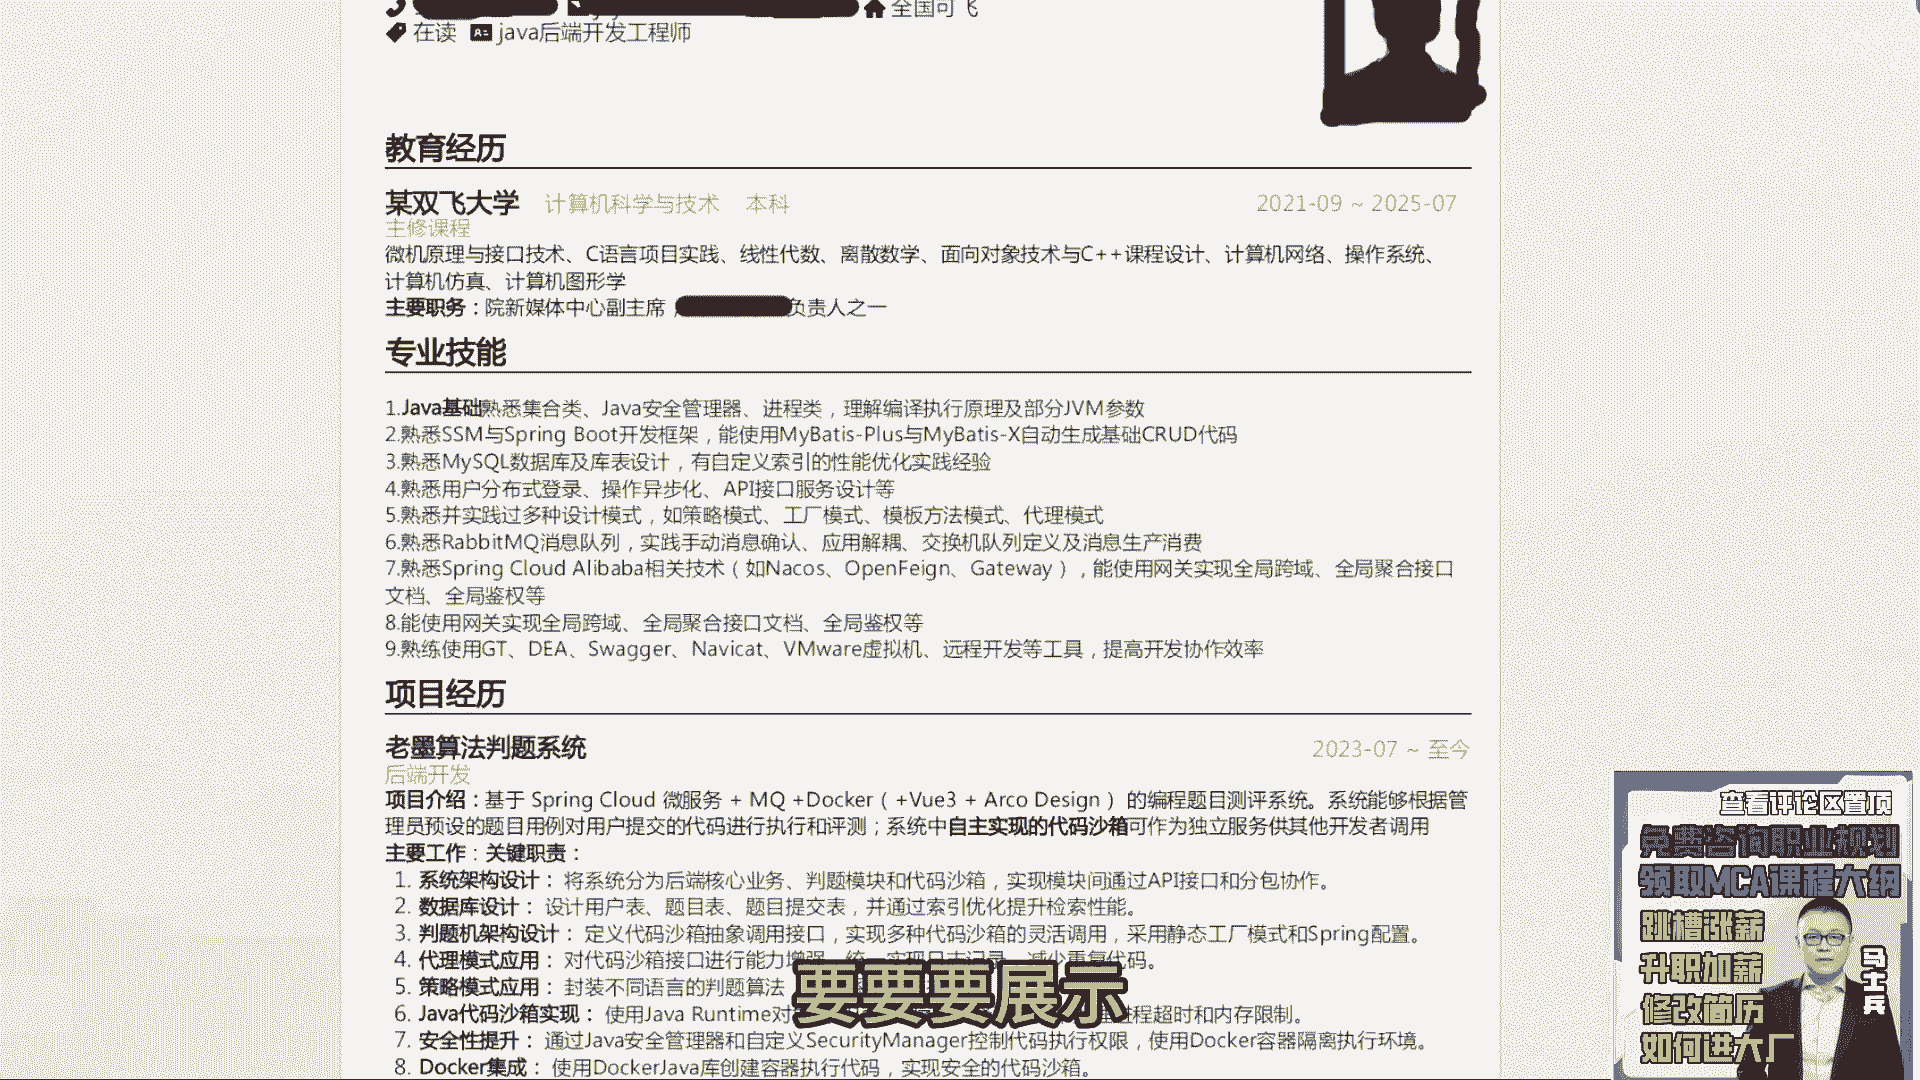 全国可飞
在读 java后端开发工程师
教育经历
某双飞大学 计算机科学与技术 本科 2021-09 ~ 2025-07
主修课程
微机原理与接口技术、C语言项目实践、线性代数、离散数学、面向对象技术与C++课程设计、计算机网络、操作系统、
计算机仿真、计算机图形学
主要职务：院新媒体中心副主席 负责人之一
专业技能
1.Java基础熟悉集合类、Java安全管理器、进程类，理解编译执行原理及部分JVM参数
2.熟悉SSM与Spring Boot开发框架，能使用MyBatis-Plus与MyBatis-X自动生成基础CRUD代码
3.熟悉MySQL数据库及库表设计，有自定义索引的性能优化实践经验
4.熟悉用户分布式登录、操作异步化、API接口服务设计等
5.熟悉并实践过多种设计模式，如策略模式、工厂模式、模板方法模式、代理模式
6.熟悉RabbitMQ消息队列，实践手动消息确认、应用解耦、交换机队列定义及消息生产消费
7.熟悉Spring Cloud Alibaba相关技术（如Nacos、OpenFeign、Gateway），能使用网关实现全局跨域、全局聚合接口
文档、全局鉴权等
8.能使用网关实现全局跨域、全局聚合接口文档、全局鉴权等
9.熟练使用GT、DEA、Swagger、Navicat、VMware虚拟机、远程开发等工具，提高开发协作效率
项目经历
老墨算法判题系统 2023-07 ~ 至今
后端开发
项目介绍：基于 Spring Cloud 微服务 + MQ +Docker（+Vue3 + Arco Design ）的编程题目测评系统。系统能够根据管
理员预设的题目用例对用户提交的代码进行执行和评测；系统中自主实现的代码沙箱可作为独立服务供其他开发者调用
主要工作：关键职责：
1. 系统架构设计： 将系统分为后端核心业务、判题模块和代码沙箱，实现模块间通过API接口和分包协作。
2. 数据库设计： 设计用户表、题目表、题目提交表，并通过索引优化提升检索性能。
3. 判题机架构设计： 定义代码沙箱抽象调用接口，实现多种代码沙箱的灵活调用，采用静态工厂模式和Spring配置。
4. 代理模式应用： 对代码沙箱接口进行能力增强，统一实现日志记录，减少重复代码。
5. 策略模式应用： 封装不同语言的判题算法
6. Java代码沙箱实现： 使用Java Runtime对 进程超时和内存限制。
7. 安全性提升： 通过Java安全管理器和自定义SecurityManager控制代码执行权限，使用Docker容器隔离执行环境。
8. Docker集成： 使用DockerJava库创建容器执行代码，实现安全的代码沙箱。
要要要展示
查看评论区置顶
免费咨询职业规划
领取MCA课程大纲
跳槽涨薪
升职加薪
修改简历
如何进大厂
马士兵